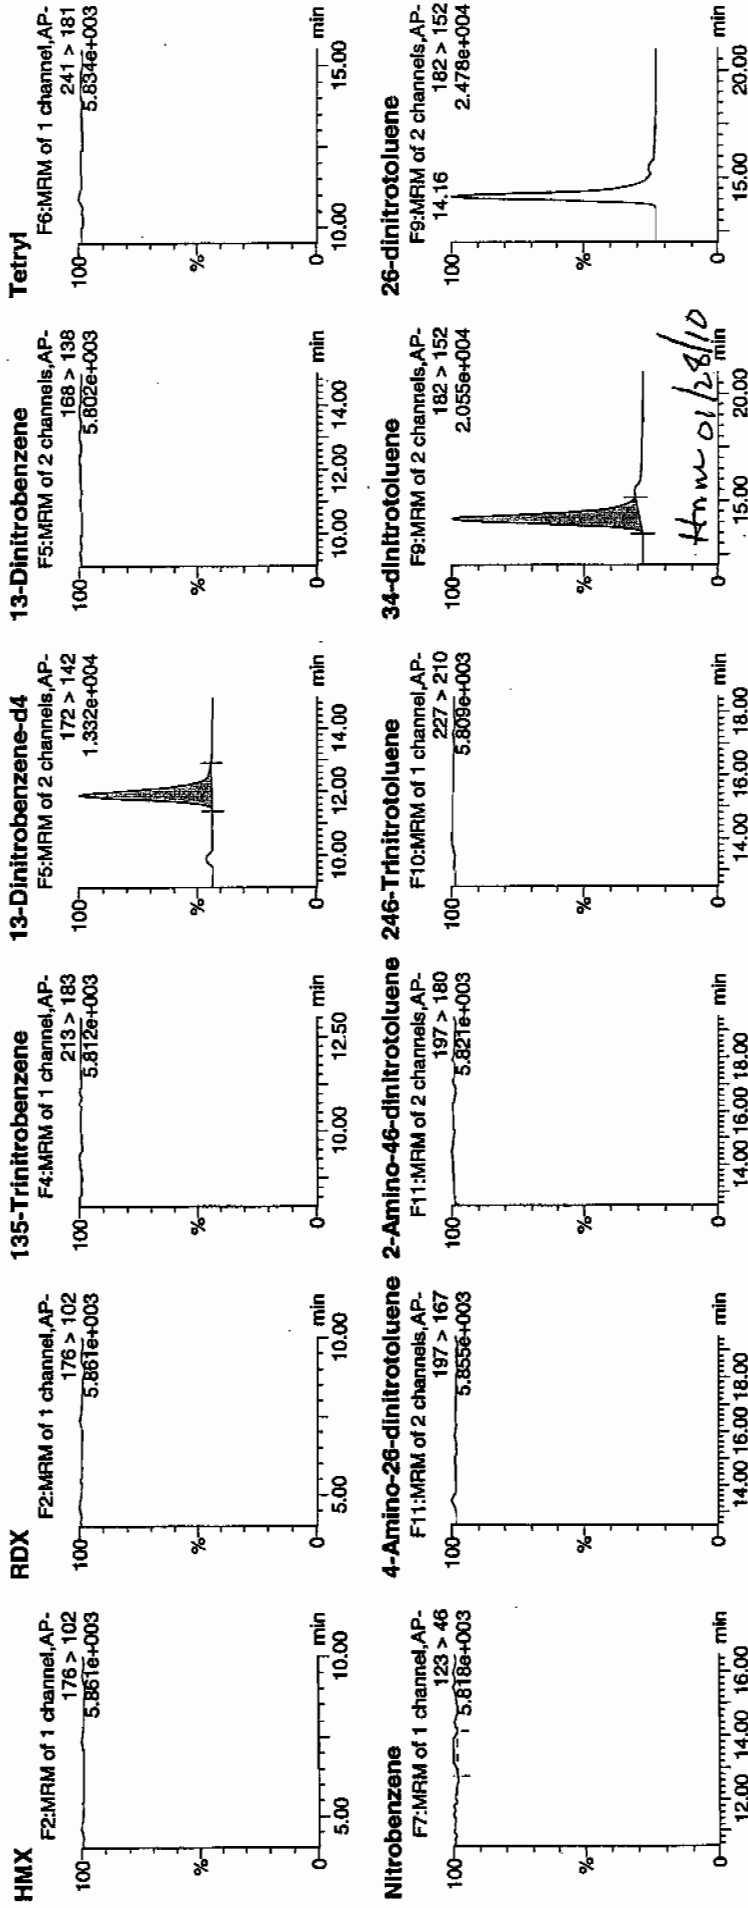 HMX
F2:MRM of 1 channel,AP-
176 > 102
5.861e+003
100
%
0
5.00 10.00 min
RDX
F2:MRM of 1 channel,AP-
176 > 102
5.861e+003
100
%
0
5.00 10.00 min
135-Trinitrobenzene
F4:MRM of 1 channel,AP-
213 > 183
5.812e+003
100
%
0
10.00 12.50 min
13-Dinitrobenzene-d4
F5:MRM of 2 channels,AP-
172 > 142
1.332e+004
100
%
0
10.00 12.00 14.00 min
13-Dinitrobenzene
F5:MRM of 2 channels,AP-
168 > 138
5.802e+003
100
%
0
10.00 12.00 14.00 min
Tetryl
F6:MRM of 1 channel,AP-
241 > 181
5.834e+003
100
%
0
10.00 15.00 min
Nitrobenzene
F7:MRM of 1 channel,AP-
123 > 46
5.818e+003
100
%
0
12.00 14.00 16.00 min
4-Amino-26-dinitrotoluene
F11:MRM of 2 channels,AP-
197 > 167
5.855e+003
100
%
0
14.00 16.00 18.00 min
2-Amino-46-dinitrotoluene
F11:MRM of 2 channels,AP-
197 > 180
5.821e+003
100
%
0
14.00 16.00 18.00 min
246-Trinitrotoluene
F10:MRM of 1 channel,AP-
227 > 210
5.809e+003
100
%
0
14.00 16.00 18.00 min
34-dinitrotoluene
F9:MRM of 2 channels,AP-
182 > 152
2.055e+004
100
%
01/28/10
0
15.00 20.00 min
26-dinitrotoluene
F9:MRM of 2 channels,AP-
14.16 182 > 152
2.478e+004
100
%
0
15.00 20.00 min